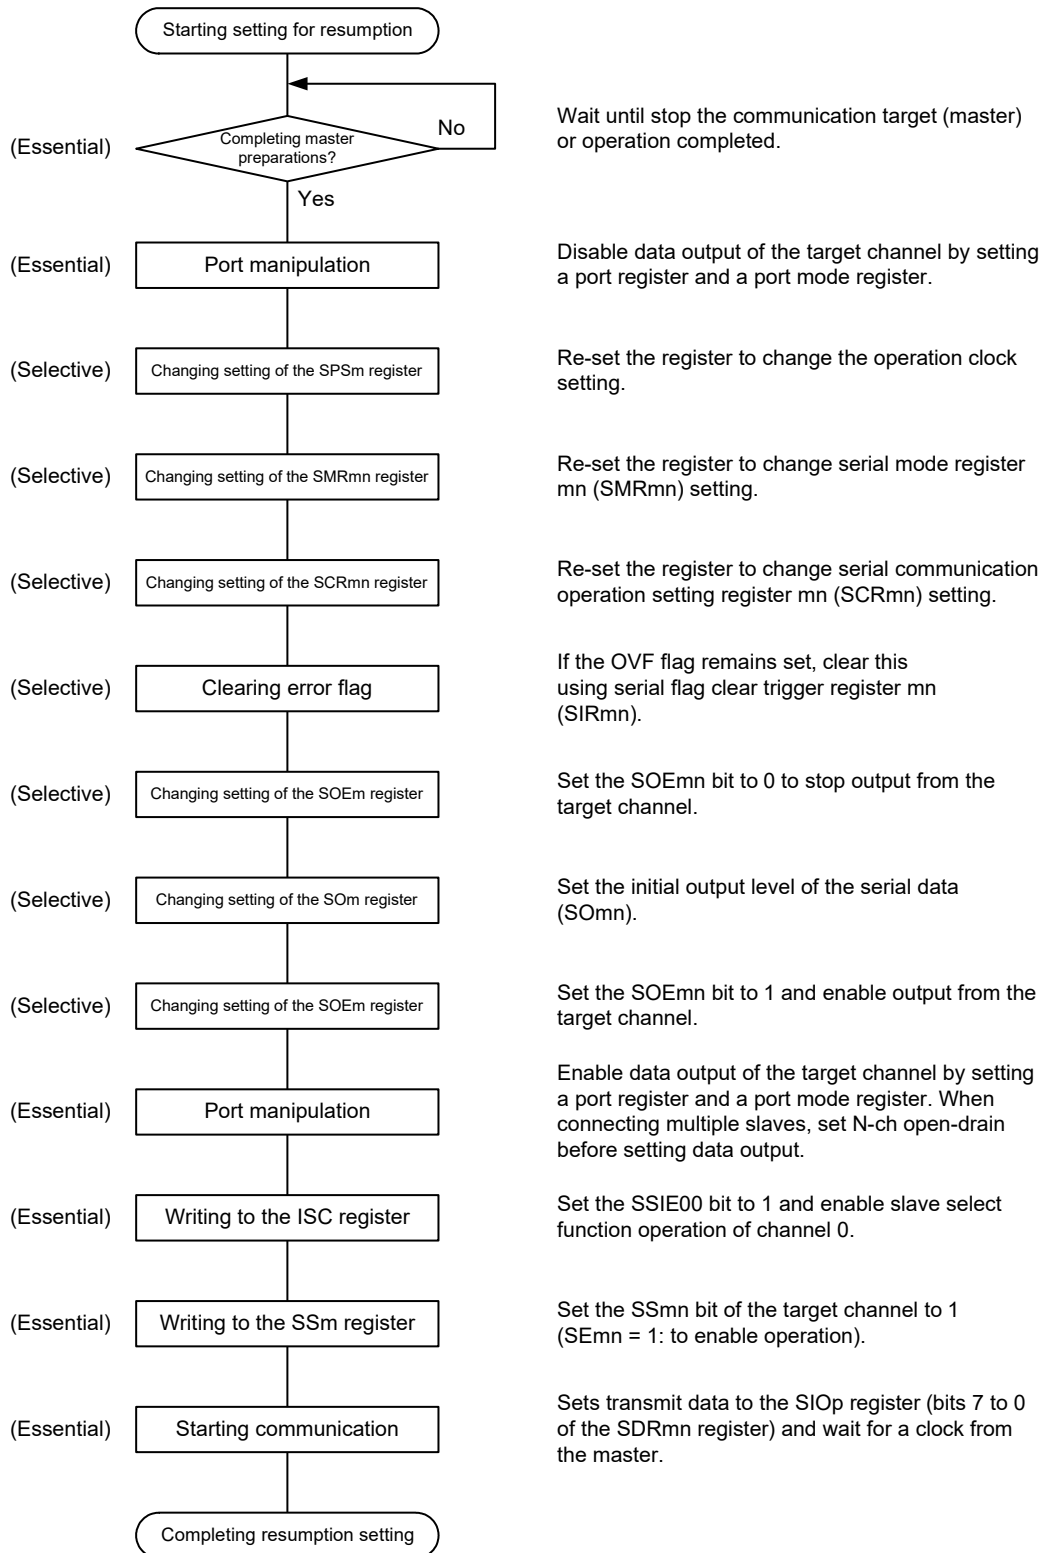 Starting setting for resumption
(Essential)
Completing master
preparations?
No
Yes
Wait until stop the communication target (master)
or operation completed.
(Essential)
Port manipulation
Disable data output of the target channel by setting
a port register and a port mode register.
(Selective)
Changing setting of the SPSm register
Re-set the register to change the operation clock
setting.
(Selective)
Changing setting of the SMRmn register
Re-set the register to change serial mode register
mn (SMRmn) setting.
(Selective)
Changing setting of the SCRmn register
Re-set the register to change serial communication
operation setting register mn (SCRmn) setting.
(Selective)
Clearing error flag
If the OVF flag remains set, clear this
using serial flag clear trigger register mn
(SIRmn).
(Selective)
Changing setting of the SOEm register
Set the SOEmn bit to 0 to stop output from the
target channel.
(Selective)
Changing setting of the SOm register
Set the initial output level of the serial data
(SOmn).
(Selective)
Changing setting of the SOEm register
Set the SOEmn bit to 1 and enable output from the
target channel.
(Essential)
Port manipulation
Enable data output of the target channel by setting
a port register and a port mode register. When
connecting multiple slaves, set N-ch open-drain
before setting data output.
(Essential)
Writing to the ISC register
Set the SSIE00 bit to 1 and enable slave select
function operation of channel 0.
(Essential)
Writing to the SSm register
Set the SSmn bit of the target channel to 1
(SEmn = 1: to enable operation).
(Essential)
Starting communication
Sets transmit data to the SIOp register (bits 7 to 0
of the SDRmn register) and wait for a clock from
the master.
Completing resumption setting